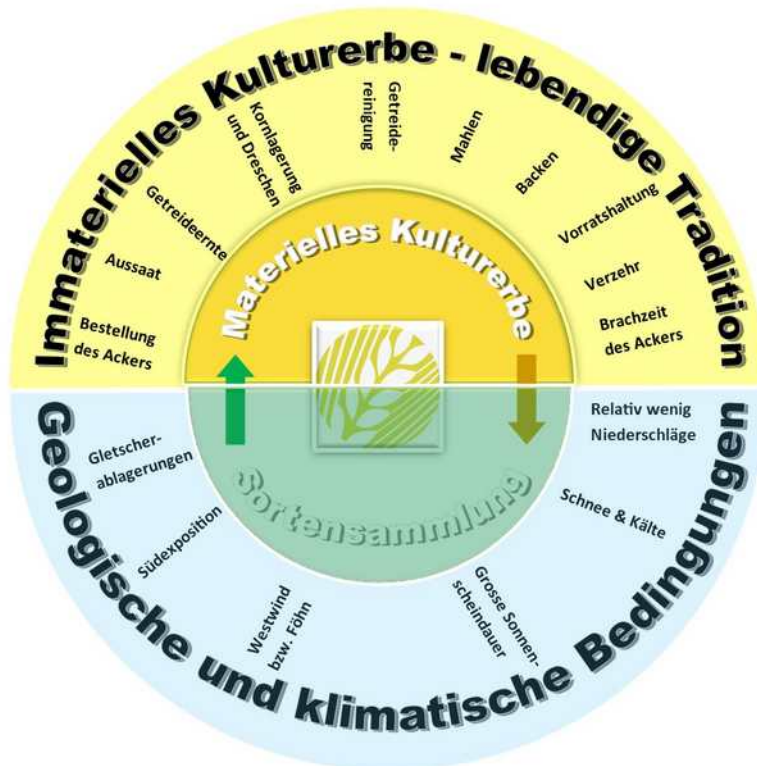 Immaterielles Kulturerbe - lebendige Tradition
Bestellung
des Ackers
Aussaat
Getreideernte
Kornlagerung
und Dreschen
Getreide-
reinigung
Mahlen
Backen
Vorratshaltung
Verzehr
Brachzeit
des Ackers
Materielles Kulturerbe
Sortensammlung
Gletscher-
ablagerungen
Südexposition
Westwind
bzw. Föhn
Grosse Sonnen-
scheindauer
Schnee & Kälte
Relativ wenig
Niederschläge
Geologische und klimatische Bedingungen